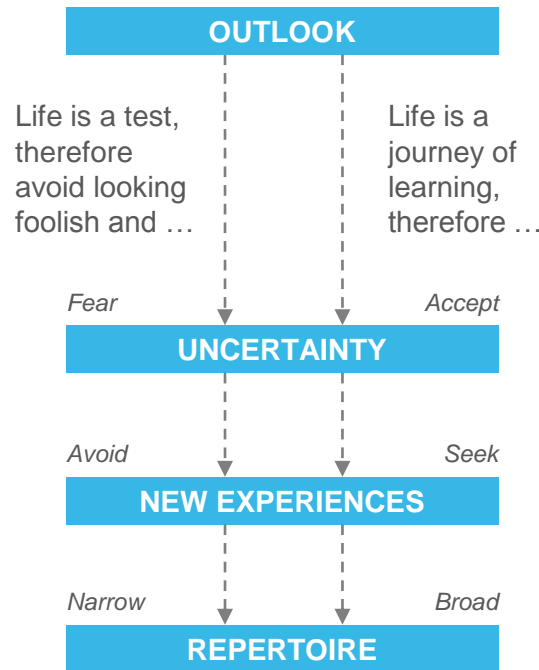 OUTLOOK
Life is a test,
therefore
avoid looking
foolish and …
Life is a
journey of
learning,
therefore …
Fear
Accept
UNCERTAINTY
Avoid
Seek
NEW EXPERIENCES
Narrow
Broad
REPERTOIRE